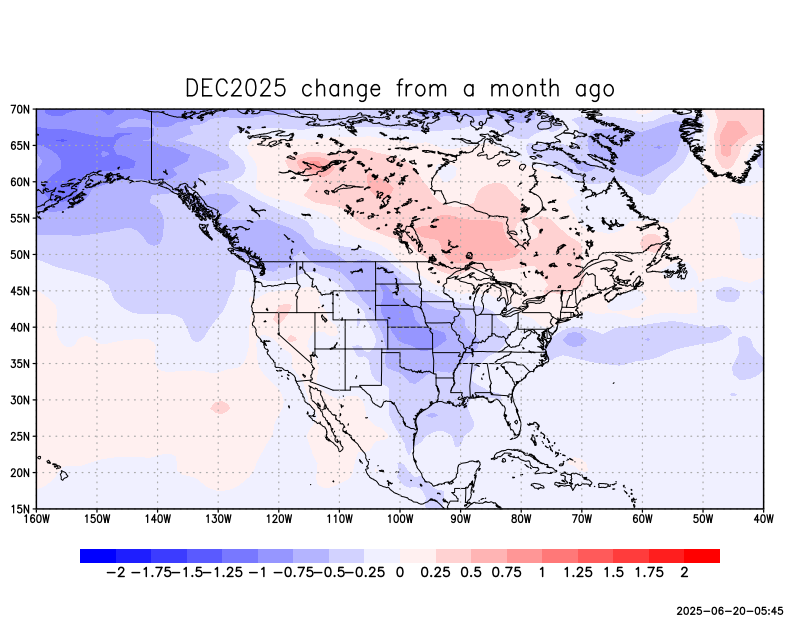 DEC2025 change from a month ago
70N
65N
60N
55N
50N
45N
40N
35N
30N
25N
20N
15N
160W 150W 140W 130W 120W 110W 100W 90W 80W 70W 60W 50W 40W
−2 −1.75 −1.5 −1.25 −1 −0.75 −0.5 −0.25 0 0.25 0.5 0.75 1 1.25 1.5 1.75 2
2025-06-20-05:45